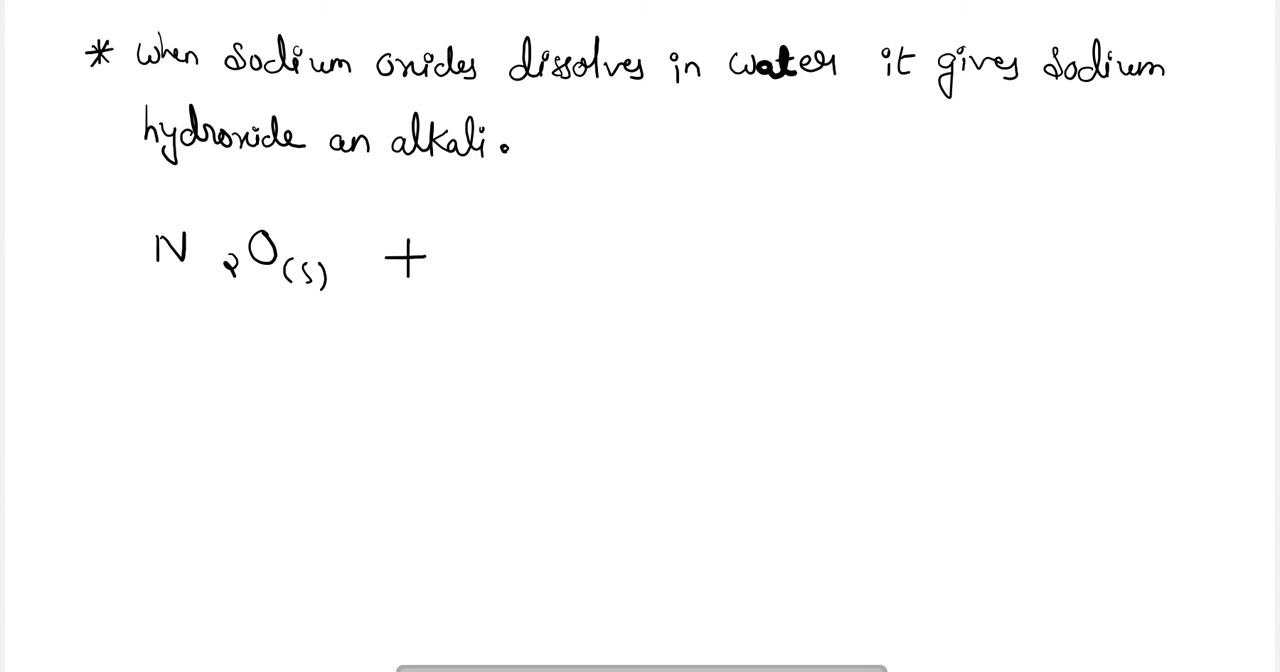 * when sodium oxides dissolves in water it gives sodium
hydroxide an alkali.
N ₂O(s) +